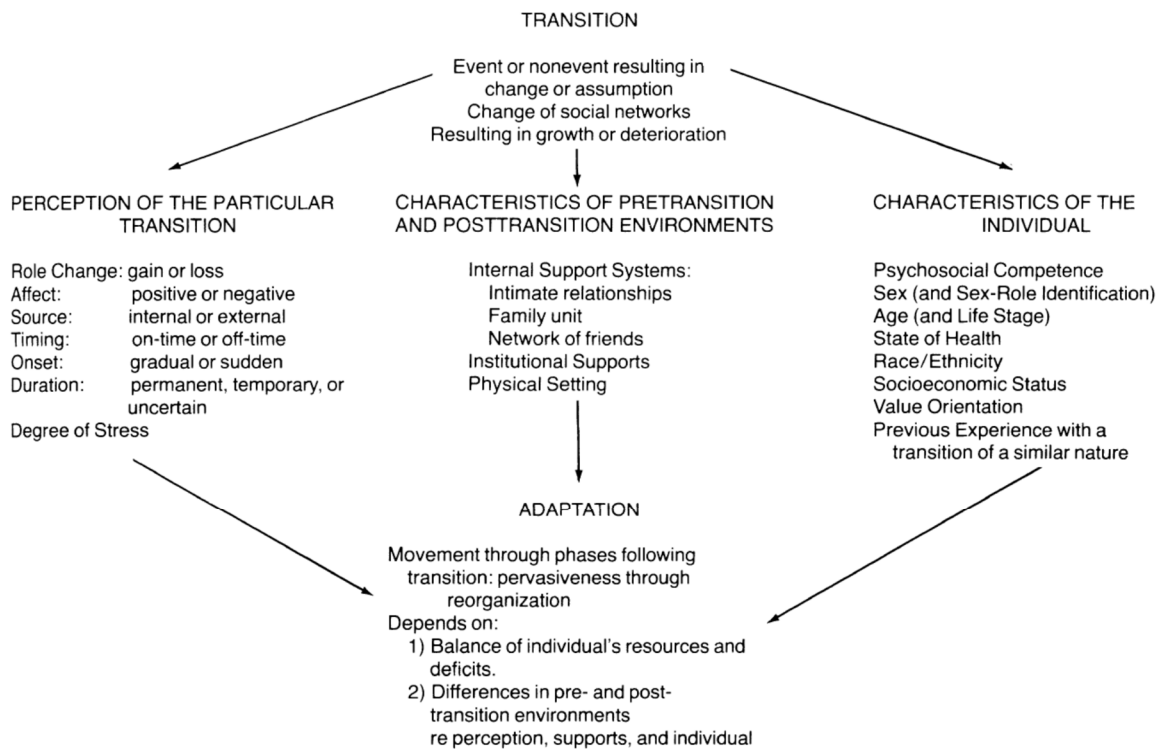 TRANSITION
Event or nonevent resulting in
change or assumption
Change of social networks
Resulting in growth or deterioration
PERCEPTION OF THE PARTICULAR
TRANSITION
Role Change: gain or loss
Affect: positive or negative
Source: internal or external
Timing: on-time or off-time
Onset: gradual or sudden
Duration: permanent, temporary, or
uncertain
Degree of Stress
CHARACTERISTICS OF PRETRANSITION
AND POSTTRANSITION ENVIRONMENTS
Internal Support Systems:
Intimate relationships
Family unit
Network of friends
Institutional Supports
Physical Setting
CHARACTERISTICS OF THE
INDIVIDUAL
Psychosocial Competence
Sex (and Sex-Role Identification)
Age (and Life Stage)
State of Health
Race/Ethnicity
Socioeconomic Status
Value Orientation
Previous Experience with a
transition of a similar nature
ADAPTATION
Movement through phases following
transition: pervasiveness through
reorganization
Depends on:
1) Balance of individual's resources and
deficits.
2) Differences in pre- and post-
transition environments
re perception, supports, and individual